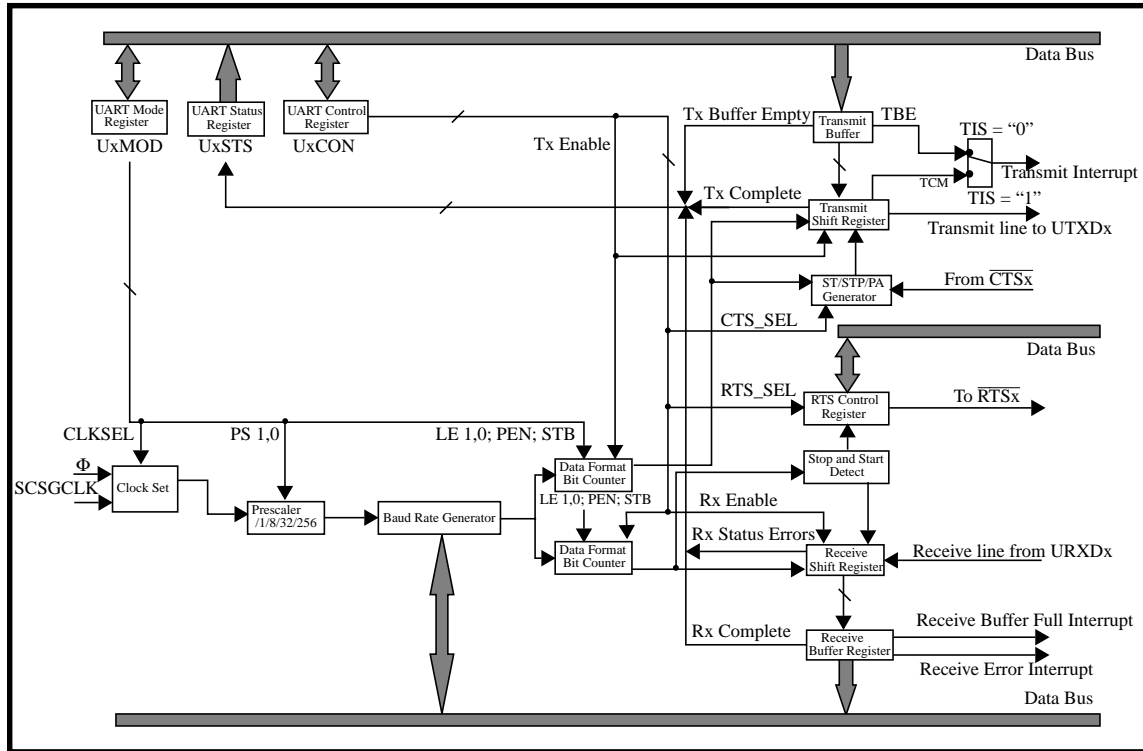 Data Bus
UART Mode
Register
UxMOD
UART Status
Register
UxSTS
UART Control
Register
UxCON
Tx Enable
Tx Buffer Empty
Transmit
Buffer
TBE
TIS = “0”
Transmit Interrupt
TCM
TIS = “1”
Tx Complete
Transmit
Shift Register
Transmit line to UTXDx
ST/STP/PA
Generator
From CTSx
CTS_SEL
Data Bus
RTS_SEL
RTS Control
Register
To RTSx
CLKSEL
PS 1,0
LE 1,0; PEN; STB
Φ
SCSGCLK
Clock Set
Prescaler
/1/8/32/256
Baud Rate Generator
Data Format
Bit Counter
LE 1,0; PEN; STB
Data Format
Bit Counter
Stop and Start
Detect
Rx Enable
Rx Status Errors
Receive
Shift Register
Receive line from URXDx
Rx Complete
Receive
Buffer Register
Receive Buffer Full Interrupt
Receive Error Interrupt
Data Bus